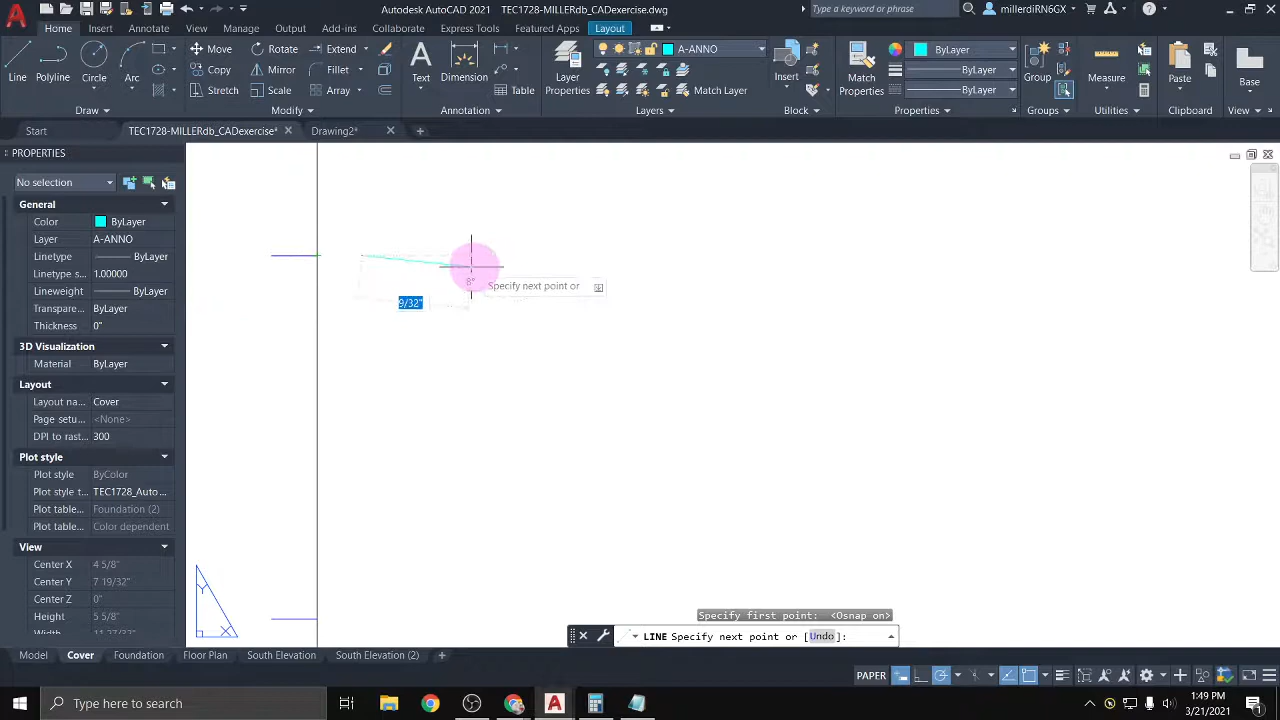 Autodesk AutoCAD 2021 TEC1728-MILLERdb_CADexercise.dwg
Type a keyword or phrase
millerdiRN6GX
Home Insert Annotate View Manage Output Add-ins Collaborate Express Tools Featured Apps Layout
Move Rotate Extend
A-ANNO
ByLayer
Line Polyline Circle Arc
Copy Mirror Fillet
Text Dimension
Layer Properties
Insert
Match Properties
ByLayer
Group Measure Paste Base
Stretch Scale Array
Table
Match Layer
ByLayer
Draw Modify Annotation Layers Block Properties Groups Utilities Clipboard View
Start TEC1728-MILLERdb_CADexercise* Drawing2*
PROPERTIES
No selection
General
Color ByLayer
Layer A-ANNO
Linetype ByLayer
Linetype s... 1.00000
Lineweight ByLayer
Transpare... ByLayer
Thickness 0"
3D Visualization
Material ByLayer
Layout
Layout na... Cover
Page setu... <None>
DPI to rast... 300
Plot style
Plot style ByColor
Plot style t... TEC1728_Auto...
Plot table... Foundation (2)
Plot table... Color dependent
View
Center X 4 5/8"
Center Y 7 19/32"
Center Z 0"
Height 5 5/8"
Width 11 27/32"
8"
Specify next point or
9/32"
Y
X
Specify first point: <Osnap on>
LINE Specify next point or [Undo]:
Model Cover Foundation Floor Plan South Elevation South Elevation (2)
PAPER
Type here to search
1:49 PM
3/21/2021